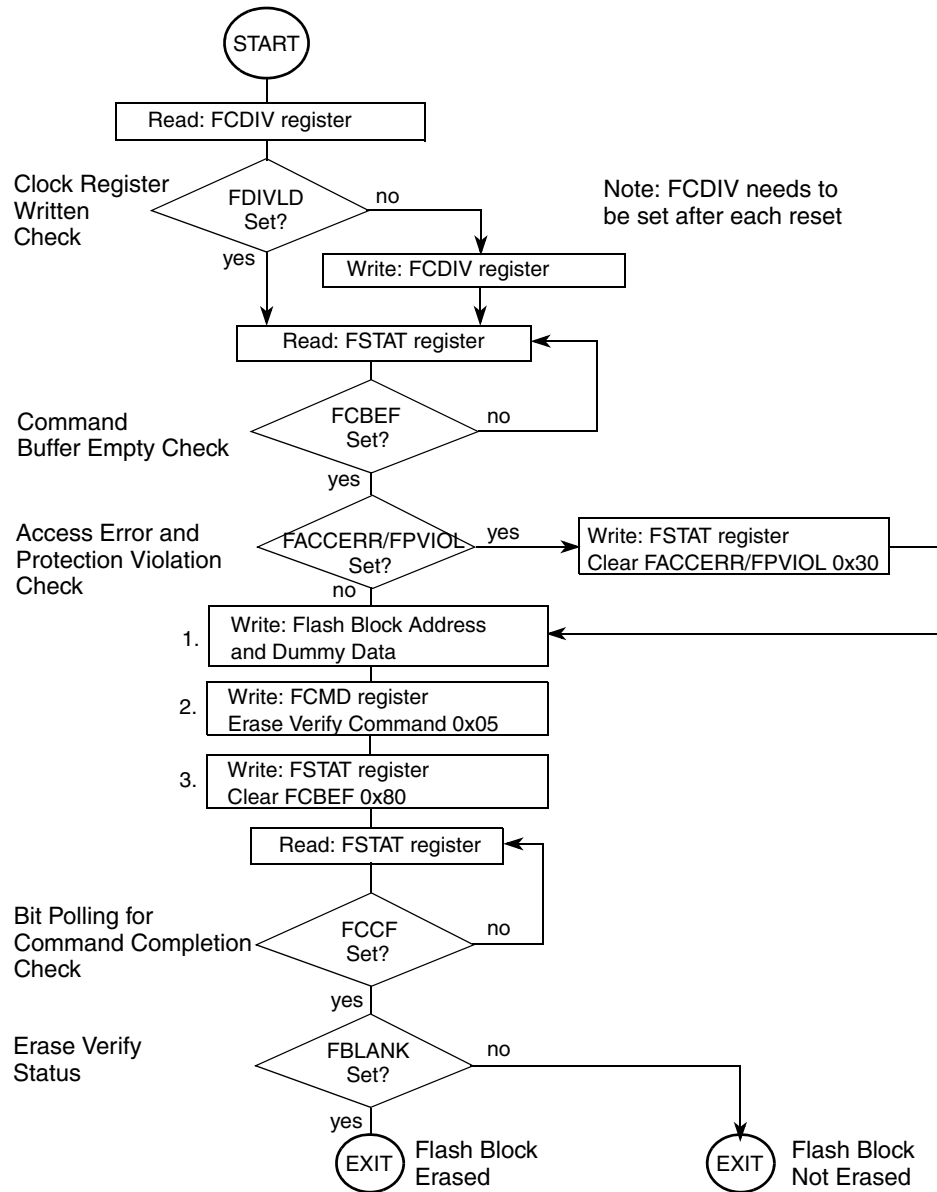 START
Read: FCDIV register
Clock Register
Written
Check
FDIVLD
Set?
no
yes
Note: FCDIV needs to
be set after each reset
Write: FCDIV register
Read: FSTAT register
Command
Buffer Empty Check
FCBEF
Set?
no
yes
Access Error and
Protection Violation
Check
FACCERR/FPVIOL
Set?
yes
no
Write: FSTAT register
Clear FACCERR/FPVIOL 0x30
1.
Write: Flash Block Address
and Dummy Data
2.
Write: FCMD register
Erase Verify Command 0x05
3.
Write: FSTAT register
Clear FCBEF 0x80
Read: FSTAT register
Bit Polling for
Command Completion
Check
FCCF
Set?
no
yes
Erase Verify
Status
FBLANK
Set?
no
yes
EXIT
Flash Block
Erased
EXIT
Flash Block
Not Erased